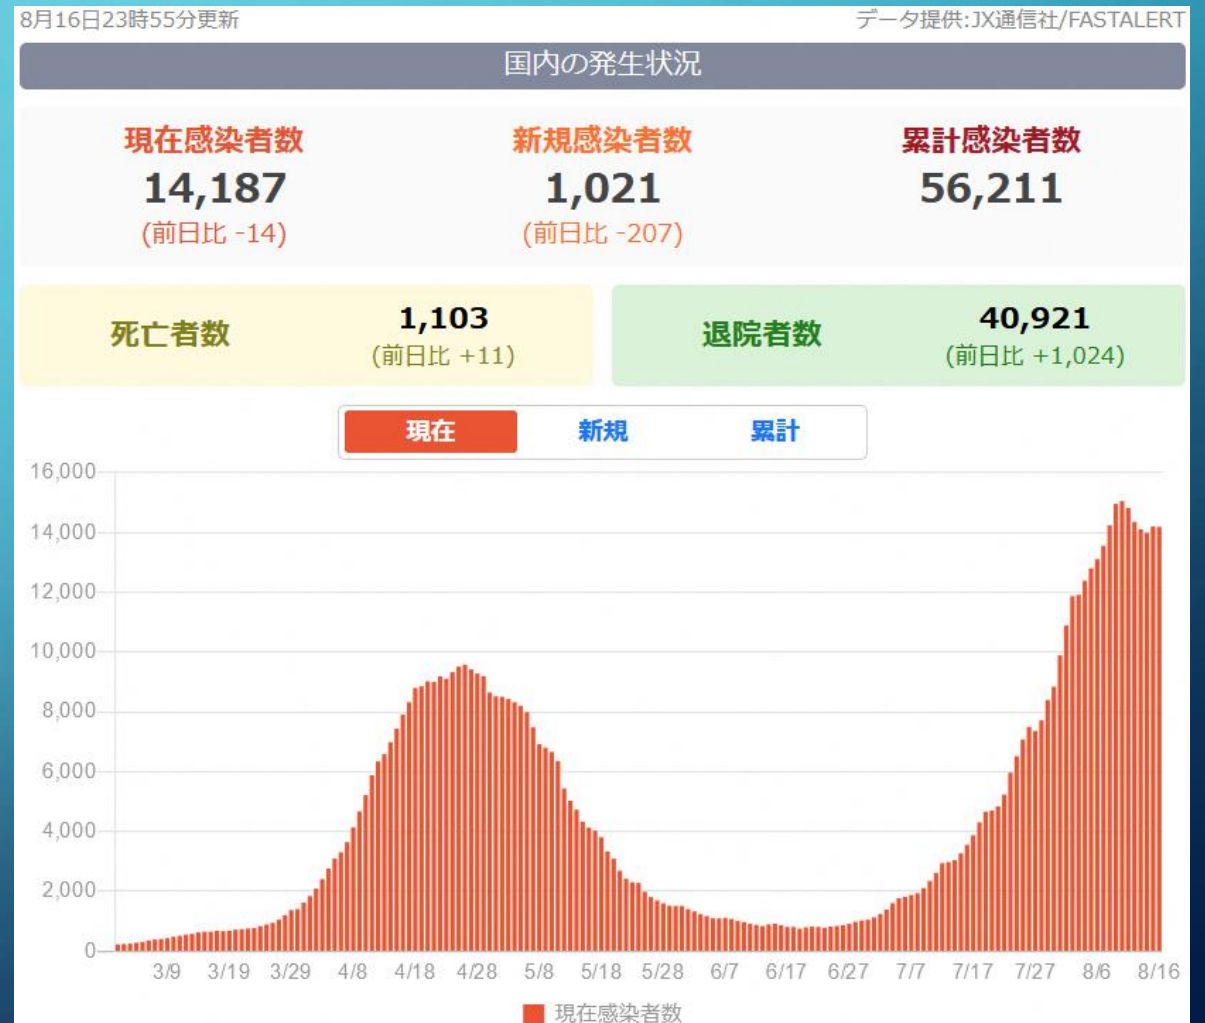 8月16日23時55分更新 データ提供:JX通信社/FASTALERT
国内の発生状況
現在感染者数 新規感染者数 累計感染者数
14,187 1,021 56,211
(前日比 -14) (前日比 -207)
死亡者数 1,103 退院者数 40,921
(前日比 +11) (前日比 +1,024)
現在 新規 累計
16,000
14,000
12,000
10,000
8,000
6,000
4,000
2,000
0
3/9 3/19 3/29 4/8 4/18 4/28 5/8 5/18 5/28 6/7 6/17 6/27 7/7 7/17 7/27 8/6 8/16
現在感染者数